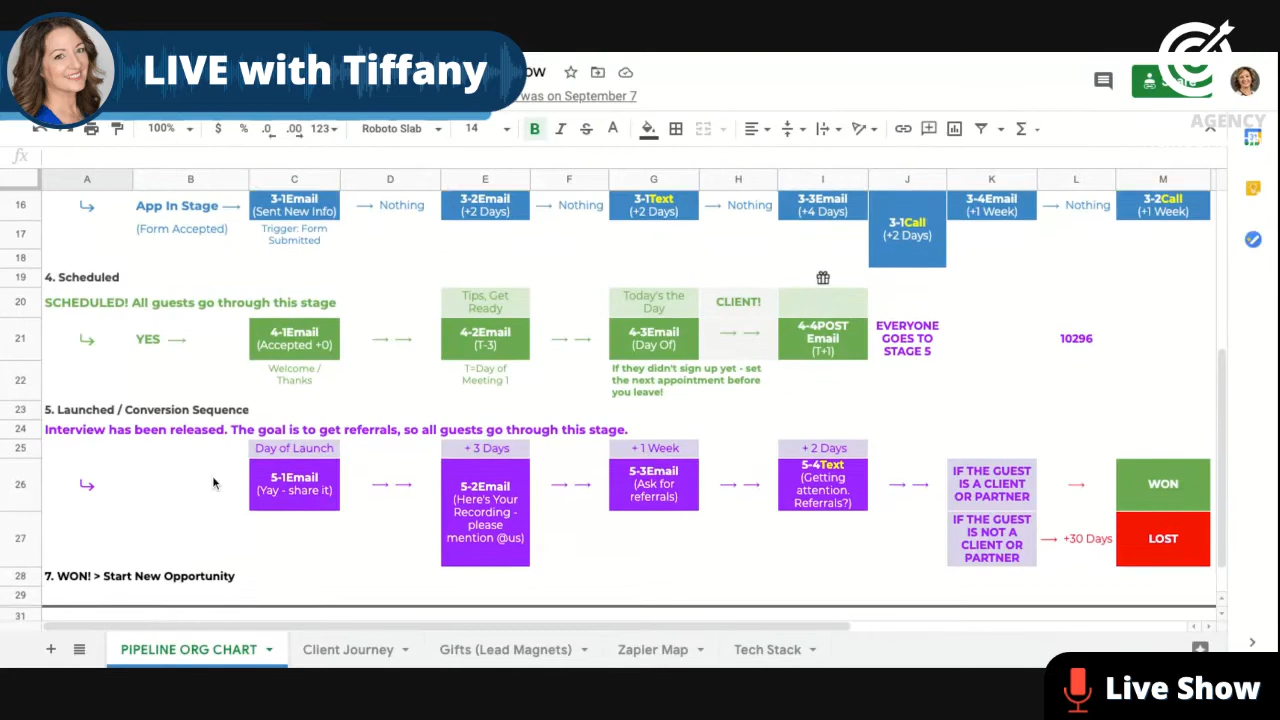 LIVE with Tiffany
ow
was on September 7
AGENCY
100%
$
%
.0
.00
123
Roboto Slab
14
B
I
S
A
fx
A B C D E F G H I J K L M
16
App In Stage
3-1Email
(Sent New Info)
Nothing
3-2Email
(+2 Days)
Nothing
3-1Text
(+2 Days)
Nothing
3-3Email
(+4 Days)
3-1Call
(+2 Days)
3-4Email
(+1 Week)
Nothing
3-2Call
(+1 Week)
17
(Form Accepted)
Trigger: Form
Submitted
18
19
4. Scheduled
20
SCHEDULED! All guests go through this stage
Tips, Get
Ready
Today's the
Day
CLIENT!
21
YES
4-1Email
(Accepted +0)
4-2Email
(T-3)
4-3Email
(Day Of)
4-4POST
Email
(T+1)
EVERYONE
GOES TO
STAGE 5
10296
22
Welcome /
Thanks
T=Day of
Meeting 1
If they didn't sign up yet - set
the next appointment before
you leave!
23
5. Launched / Conversion Sequence
24
Interview has been released. The goal is to get referrals, so all guests go through this stage.
25
Day of Launch
+ 3 Days
+ 1 Week
+ 2 Days
26
5-1Email
(Yay - share it)
5-2Email
(Here's Your
Recording -
please
mention @us)
5-3Email
(Ask for
referrals)
5-4Text
(Getting
attention.
Referrals?)
IF THE GUEST
IS A CLIENT
OR PARTNER
WON
27
IF THE GUEST
IS NOT A
CLIENT OR
PARTNER
+30 Days
LOST
28
7. WON! > Start New Opportunity
29
31
PIPELINE ORG CHART
Client Journey
Gifts (Lead Magnets)
Zapier Map
Tech Stack
Live Show